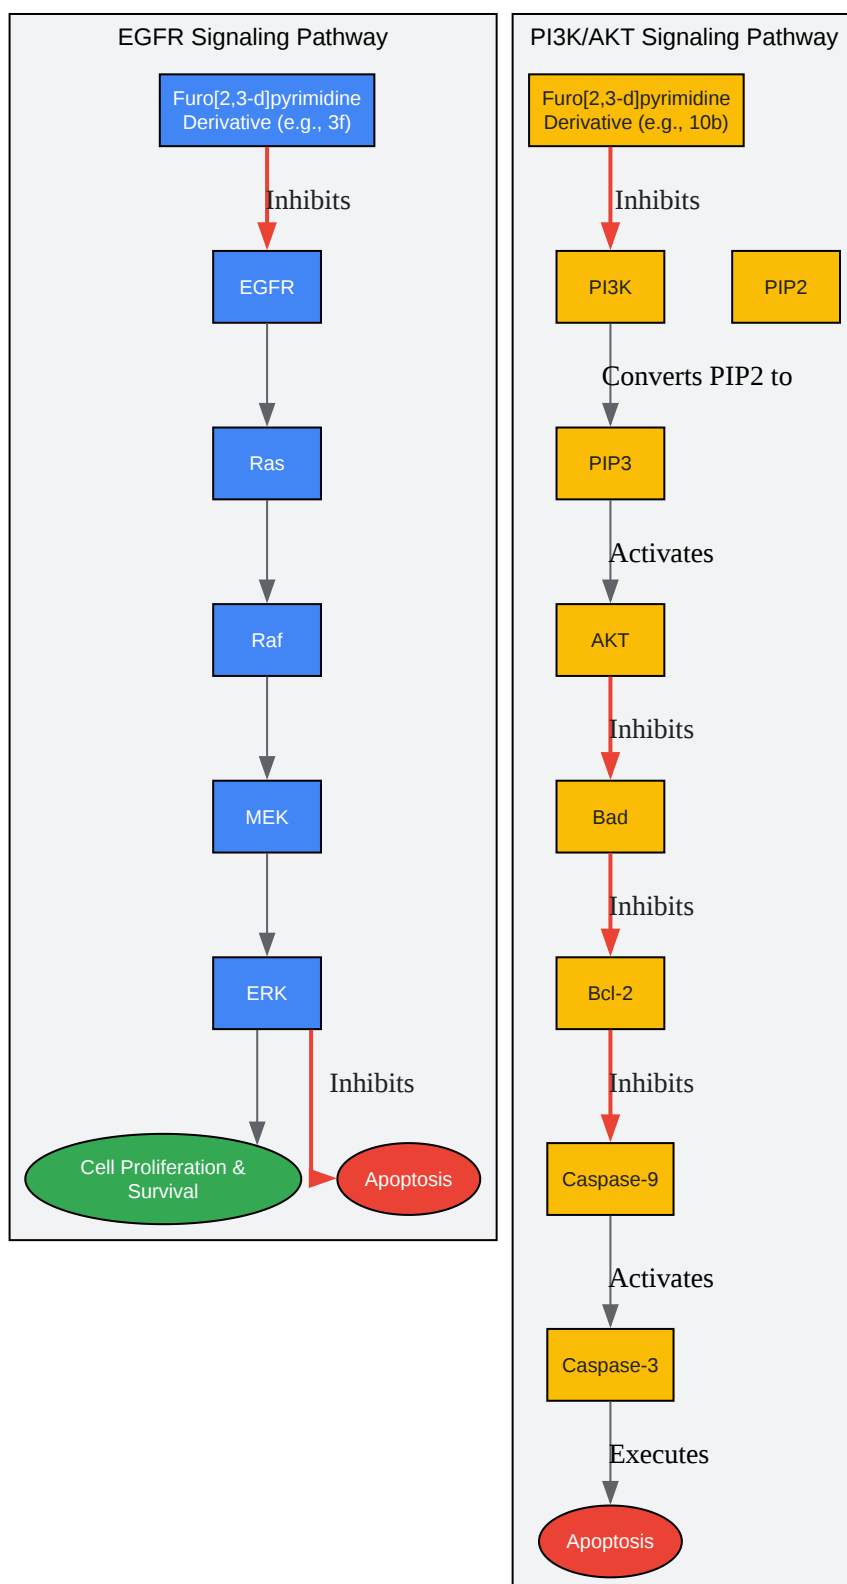 EGFR Signaling Pathway
Furo[2,3-d]pyrimidine
Derivative (e.g., 3f)
Inhibits
EGFR
Ras
Raf
MEK
ERK
Inhibits
Cell Proliferation &
Survival
Apoptosis
PI3K/AKT Signaling Pathway
Furo[2,3-d]pyrimidine
Derivative (e.g., 10b)
Inhibits
PI3K
PIP2
Converts PIP2 to
PIP3
Activates
AKT
Inhibits
Bad
Inhibits
Bcl-2
Inhibits
Caspase-9
Activates
Caspase-3
Executes
Apoptosis